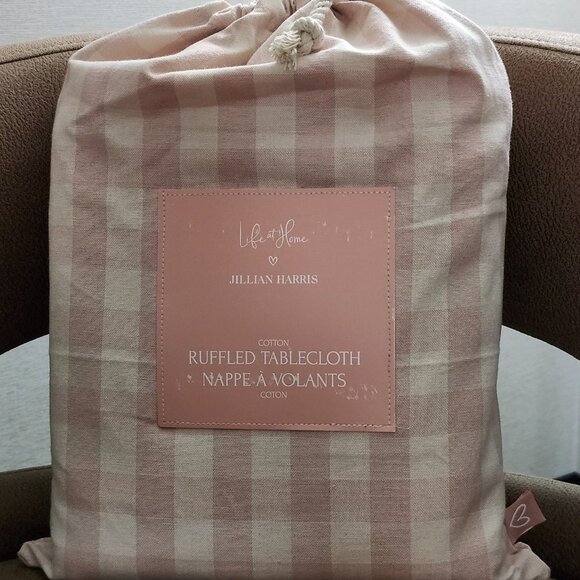 Life at Home
JILLIAN HARRIS
COTTON
RUFFLED TABLECLOTH
NAPPE À VOLANTS
COTON